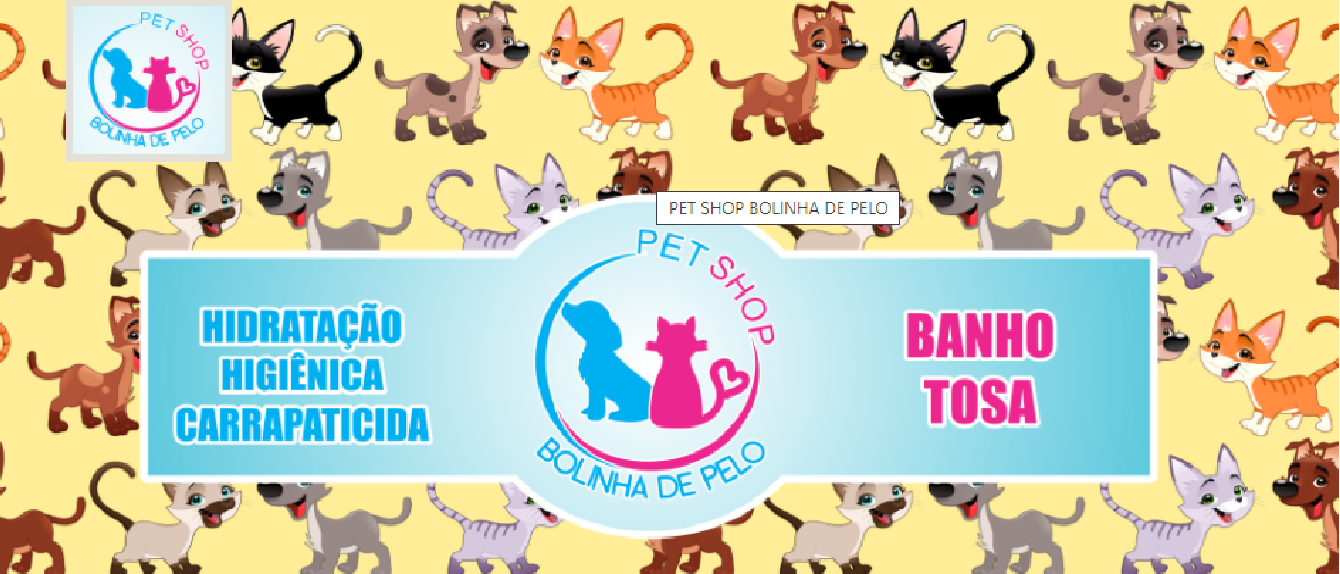 PET SHOP
BOLINHA DE PELO
PET SHOP BOLINHA DE PELO
PET SHOP
HIDRATAÇÃO
HIGIÊNICA
CARRAPATICIDA
BANHO
TOSA
BOLINHA DE PELO